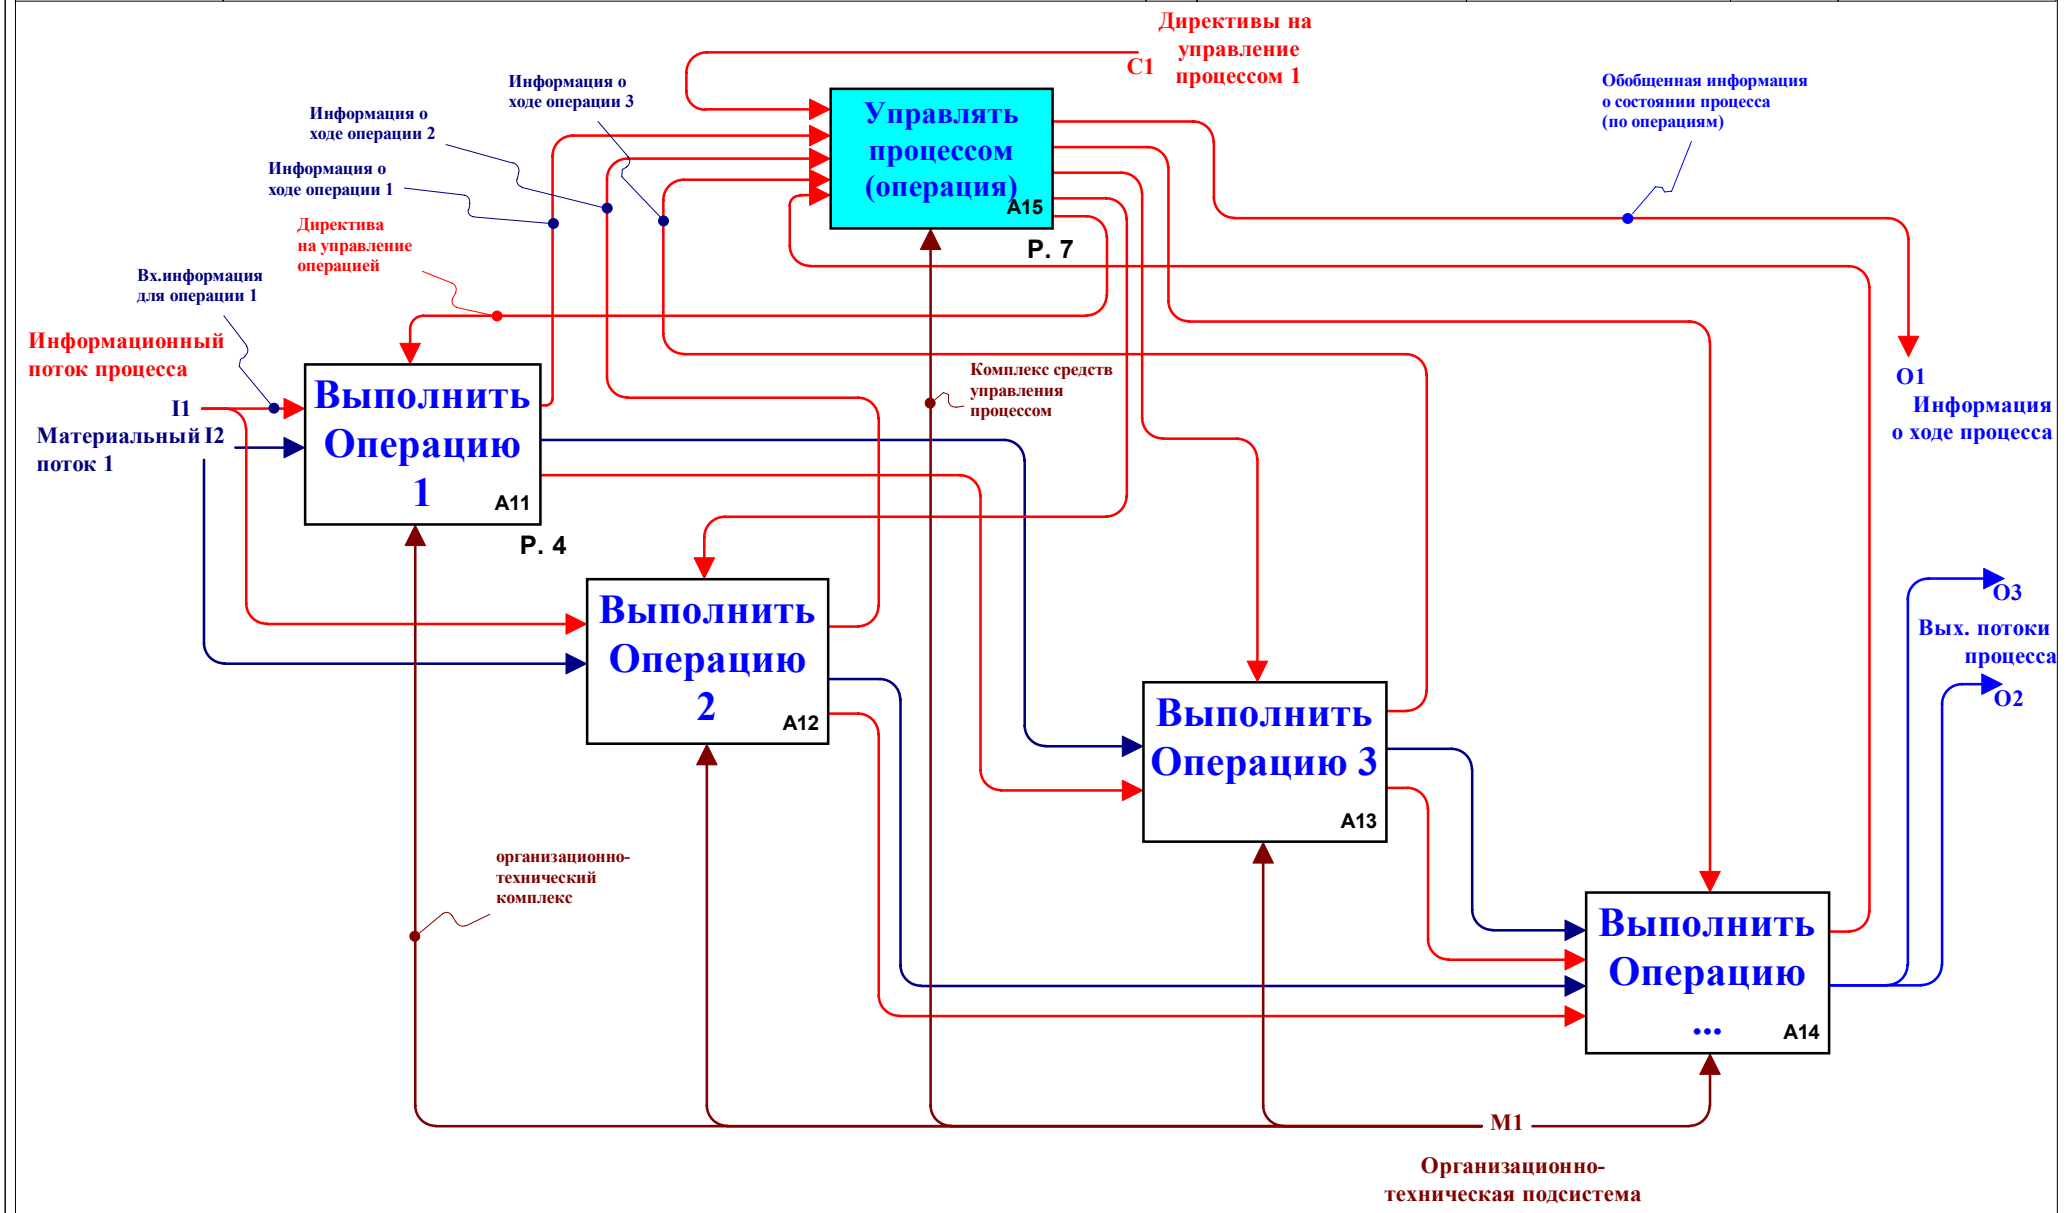 Директивы на
управление
процессом 1
C1
Информация о
ходе операции 3
Информация о
ходе операции 2
Информация о
ходе операции 1
Обобщенная информация
о состоянии процесса
(по операциям)
Управлять
процессом
(операция)
A15
P. 7
Директива
на управление
операцией
Вх.информация
для операции 1
Информационный
поток процесса
I1
Материальный I2
поток 1
Выполнить
Операцию
1
A11
P. 4
Комплекс средств
управления
процессом
O1
Информация
о ходе процесса
Выполнить
Операцию
2
A12
O3
Вых. потоки
процесса
O2
Выполнить
Операцию 3
A13
организационно-
технический
комплекс
Выполнить
Операцию
...
A14
M1
Организационно-
техническая подсистема